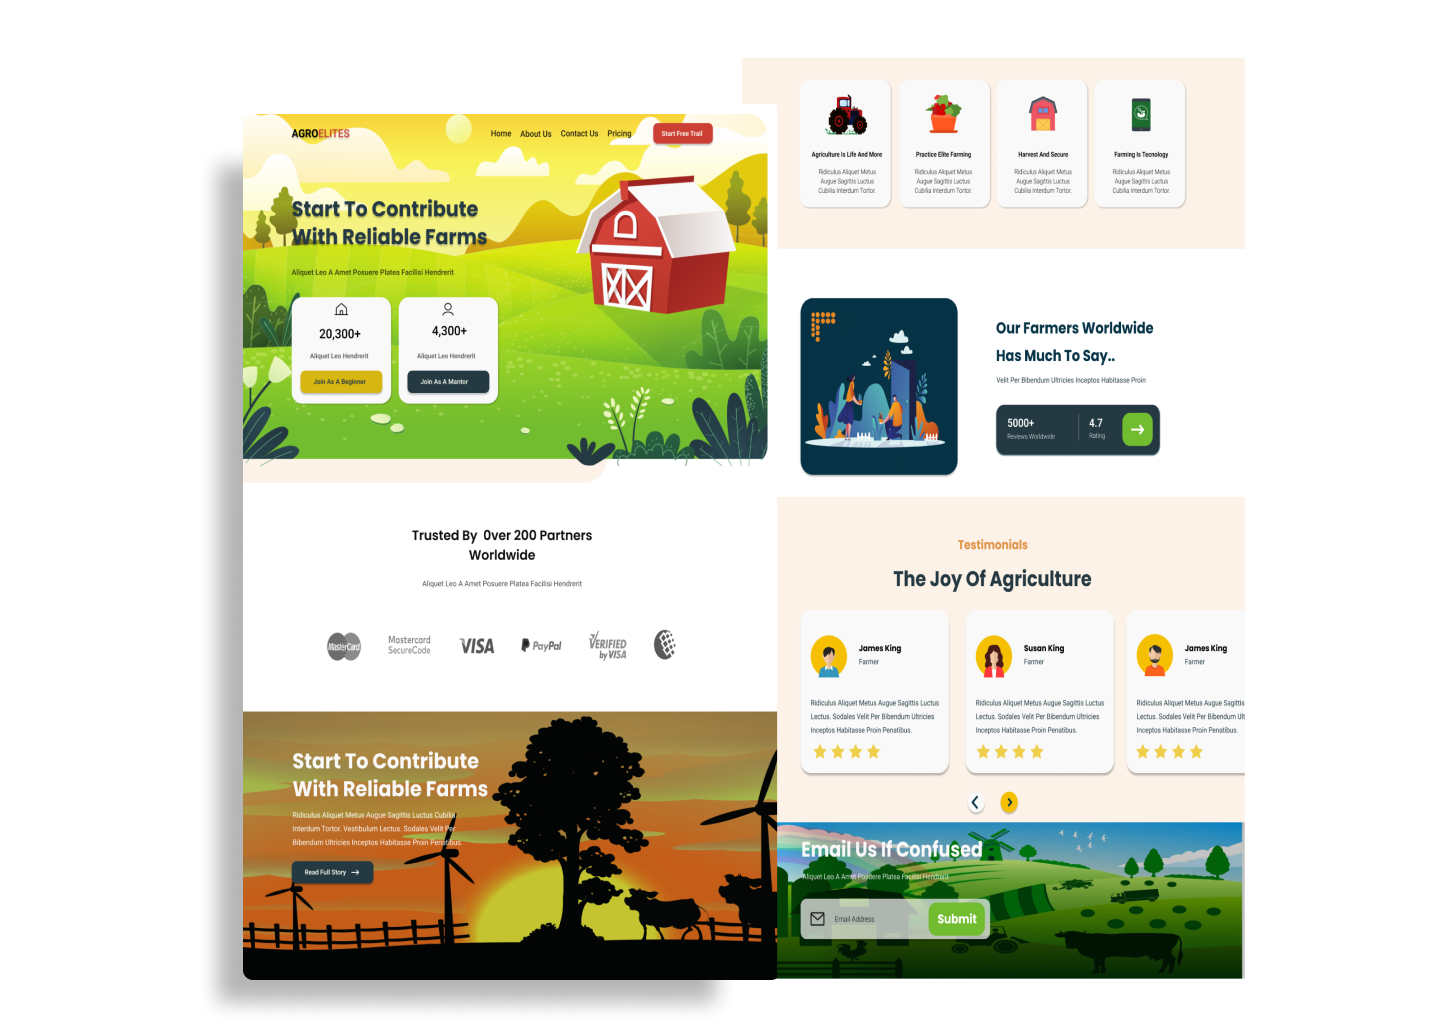 AGROELITES
Home About Us Contact Us Pricing Start Free Trail
Start To Contribute
With Reliable Farms
Aliquet Leo A Amet Posuere Platea Facilisi Hendrerit
20,300+
Aliquet Leo Hendrerit
Join As A Beginner
4,300+
Aliquet Leo Hendrerit
Join As A Mantor
Trusted By 0ver 200 Partners
Worldwide
Aliquet Leo A Amet Posuere Platea Facilisi Hendrerit
MasterCard
Mastercard
SecureCode
VISA
PayPal
VERIFIED
by VISA
Start To Contribute
With Reliable Farms
Ridiculus Aliquet Metus Augue Sagittis Luctus Cubilia
Interdum Tortor. Vestibulum Lectus. Sodales Velit Per
Bibendum Ultricies Inceptos Habitasse Proin Penatibus.
Read Full Story
Agriculture Is Life And More
Ridiculus Aliquet Metus
Augue Sagittis Luctus
Cubilia Interdum Tortor.
Practice Elite Farming
Ridiculus Aliquet Metus
Augue Sagittis Luctus
Cubilia Interdum Tortor.
Harvest And Secure
Ridiculus Aliquet Metus
Augue Sagittis Luctus
Cubilia Interdum Tortor.
Farming Is Tecnology
Ridiculus Aliquet Metus
Augue Sagittis Luctus
Cubilia Interdum Tortor.
Our Farmers Worldwide
Has Much To Say..
Velit Per Bibendum Ultricies Inceptos Habitasse Proin
5000+
Reviews Worldwide
4.7
Rating
Testimonials
The Joy Of Agriculture
James King
Farmer
Ridiculus Aliquet Metus Augue Sagittis Luctus
Lectus. Sodales Velit Per Bibendum Ultricies
Inceptos Habitasse Proin Penatibus.
Susan King
Farmer
Ridiculus Aliquet Metus Augue Sagittis Luctus
Lectus. Sodales Velit Per Bibendum Ultricies
Inceptos Habitasse Proin Penatibus.
James King
Farmer
Ridiculus Aliquet Metus Augue Sagittis
Lectus. Sodales Velit Per Bibendum Ult
Inceptos Habitasse Proin Penatibus.
Email Us If Confused
Aliquet Leo A Amet Posuere Platea Facilisi Hendrerit
Email Address
Submit